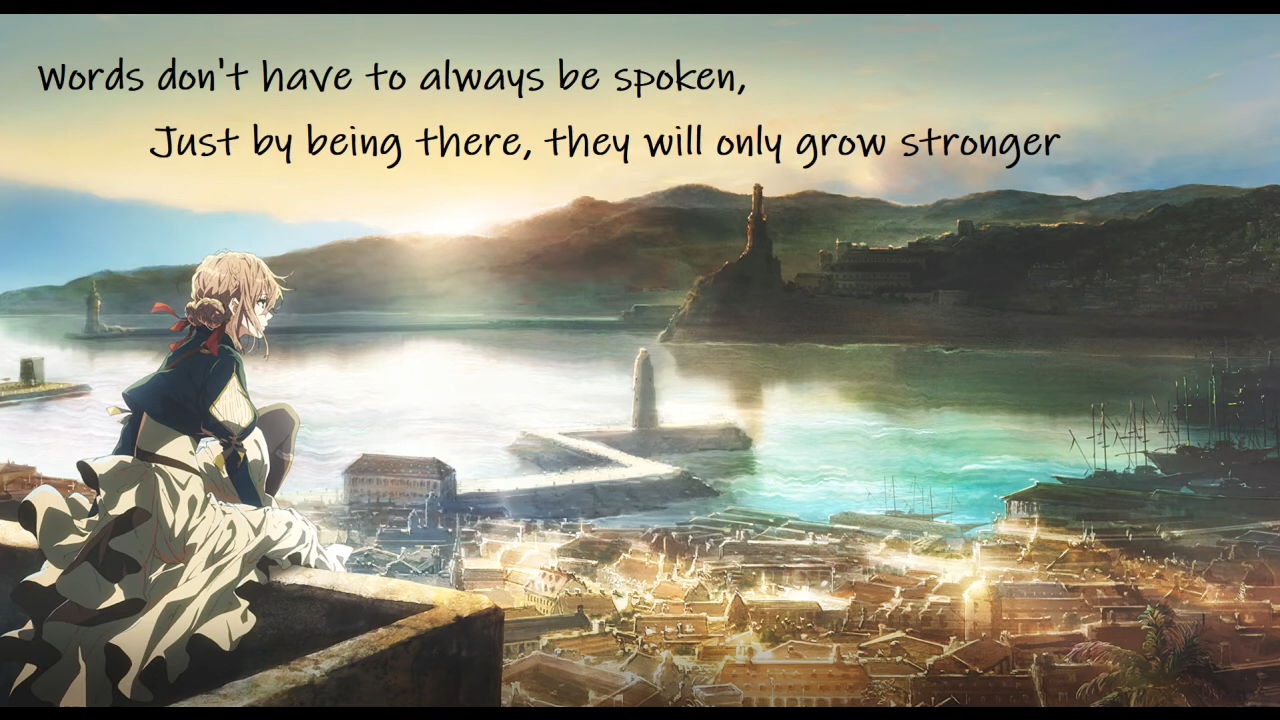 Words don't have to always be spoken,
Just by being there, they will only grow stronger